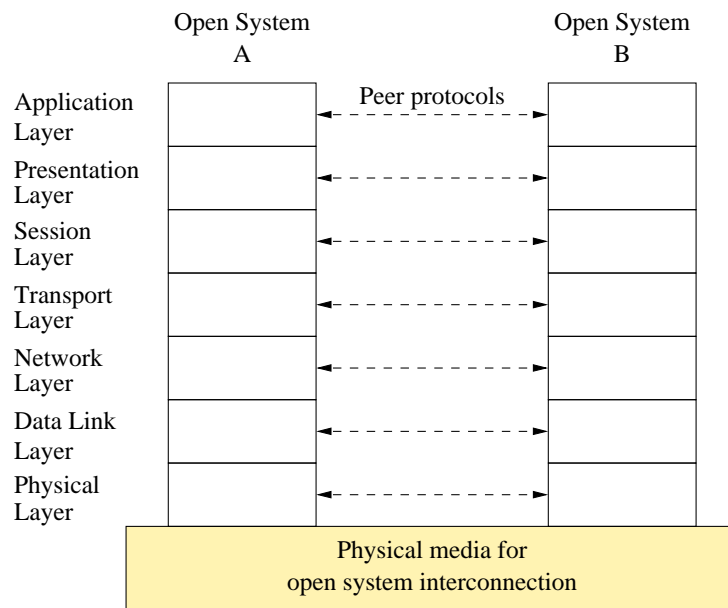 Open System
A
Open System
B
Peer protocols
Application
Layer
Presentation
Layer
Session
Layer
Transport
Layer
Network
Layer
Data Link
Layer
Physical
Layer
Physical media for
open system interconnection